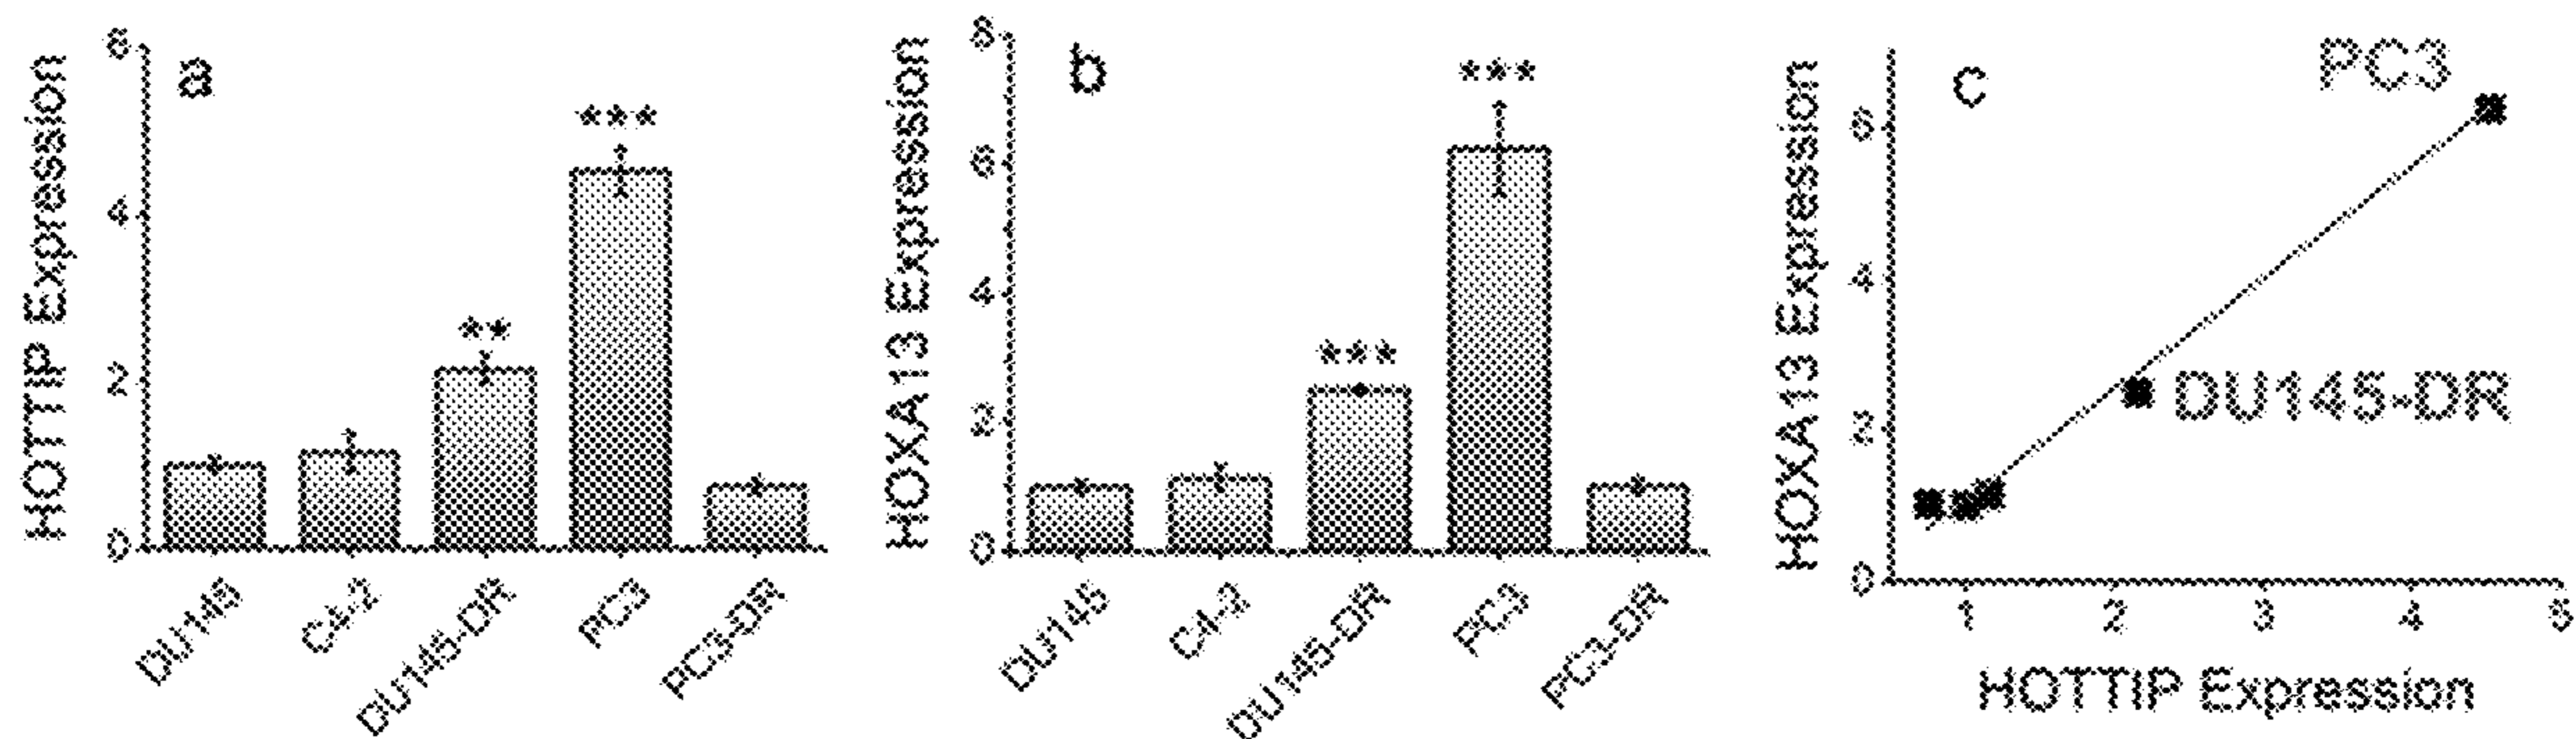 a
HOTTIP Expression
6
4
2
0
**
***
DU145
C4-2
DU145-DR
PC3
PC3-DR
b
HOXA13 Expression
8
6
4
2
0
***
***
DU145
C4-2
DU145-DR
PC3
PC3-DR
c
HOXA13 Expression
6
4
2
0
PC3
DU145-DR
1 2 3 4 5
HOTTIP Expression